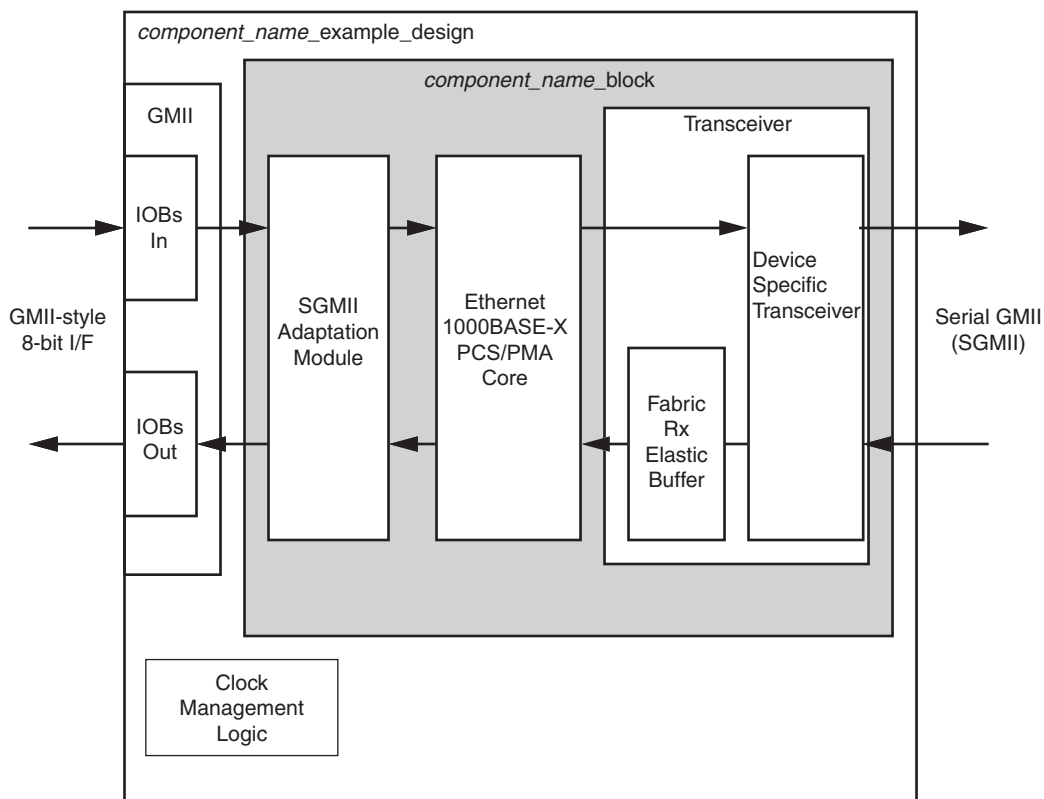 component_name_example_design
component_name_block
GMII
Transceiver
IOBs
In
GMII-style
8-bit I/F
IOBs
Out
SGMII
Adaptation
Module
Ethernet
1000BASE-X
PCS/PMA
Core
Device
Specific
Transceiver
Fabric
Rx
Elastic
Buffer
Serial GMII
(SGMII)
Clock
Management
Logic